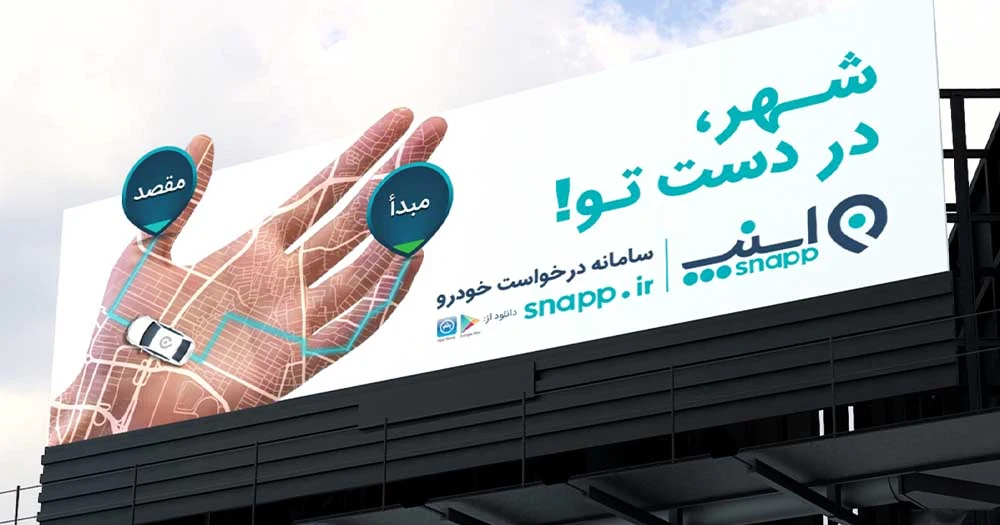 شهر،
در دست تو!
اسنپ
snapp
سامانه درخواست خودرو
snapp.ir
دانلود از:
Google Play
App Store
مبدأ
مقصد